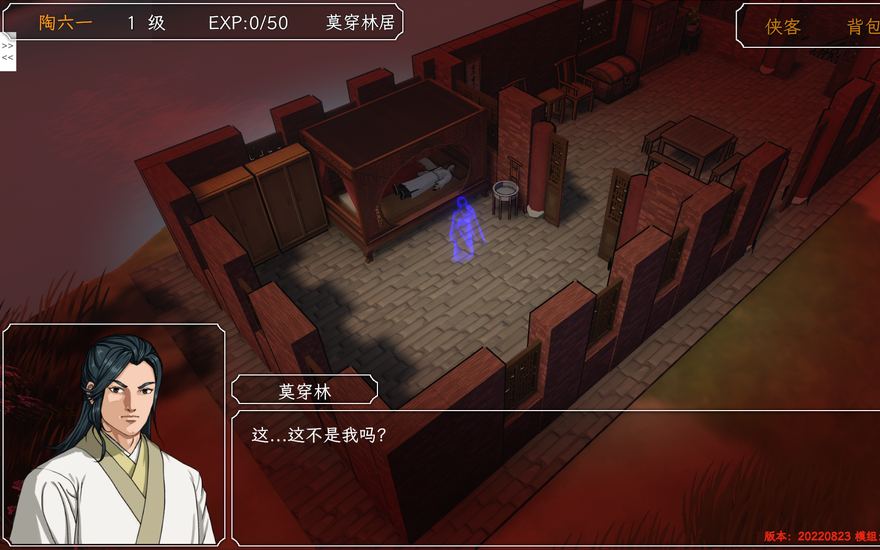 陶六一 1 级 EXP:0/50 莫穿林居
侠客 背包
>>
<<
莫穿林
这...这不是我吗?
版本: 20220823 模组: